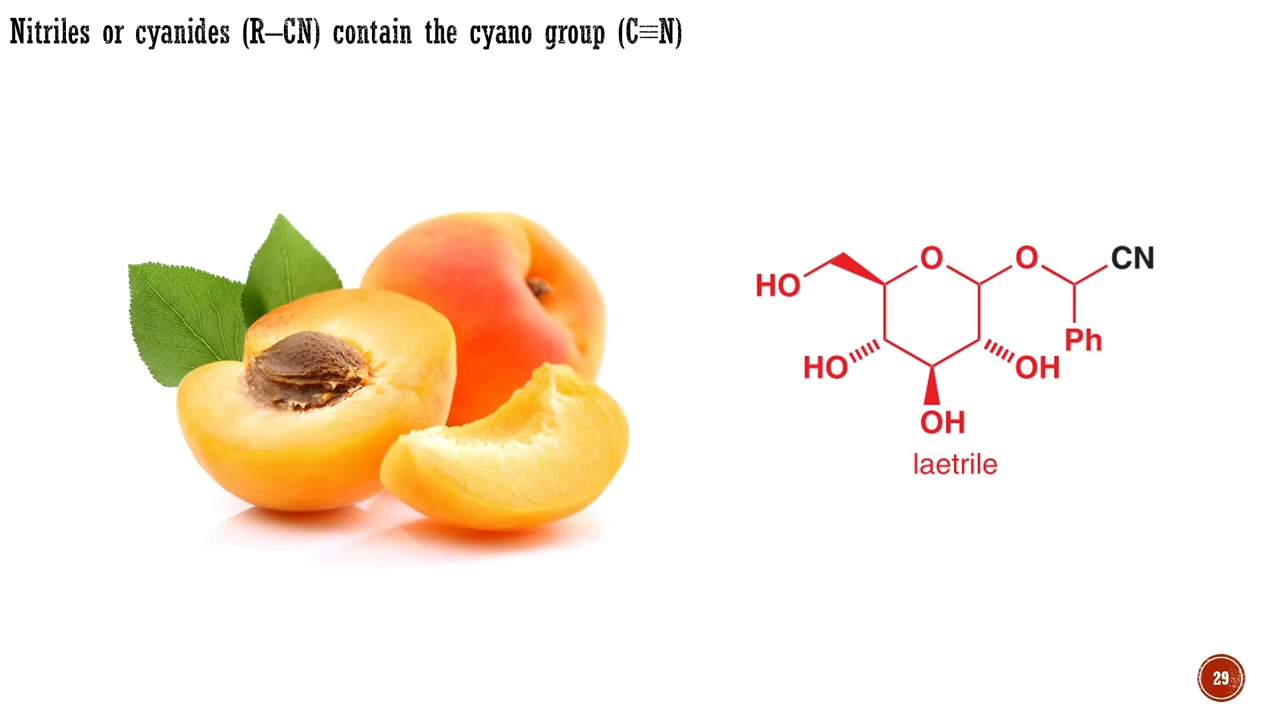 Nitriles or cyanides (R–CN) contain the cyano group (C≡N)
O
O
CN
HO
Ph
HO
OH
OH
laetrile
29